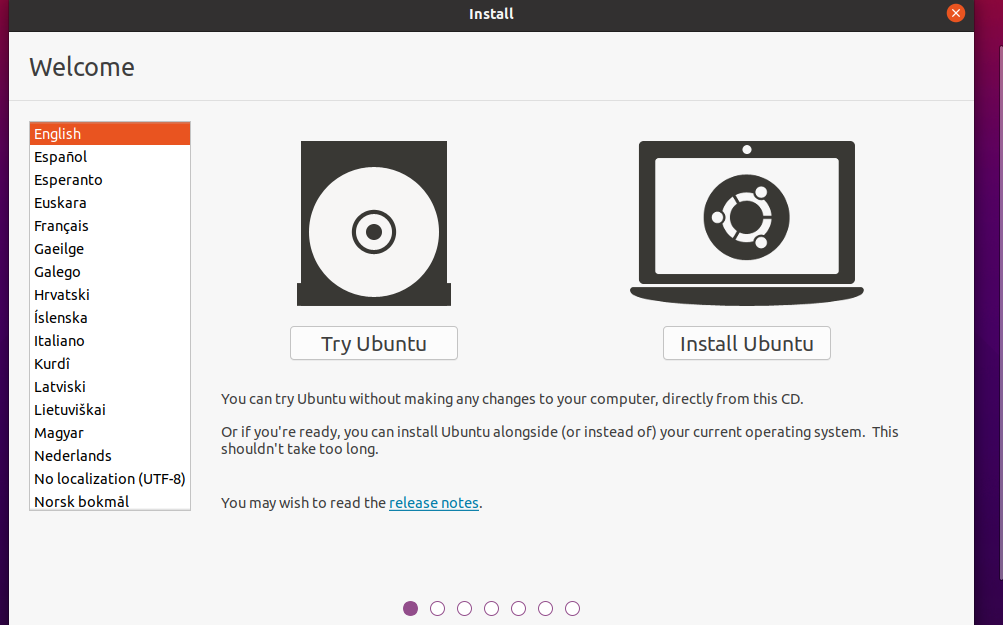 Install
Welcome
English
Español
Esperanto
Euskara
Français
Gaeilge
Galego
Hrvatski
Íslenska
Italiano
Kurdî
Latviski
Lietuviškai
Magyar
Nederlands
No localization (UTF-8)
Norsk bokmål
Try Ubuntu
Install Ubuntu
You can try Ubuntu without making any changes to your computer, directly from this CD.
Or if you're ready, you can install Ubuntu alongside (or instead of) your current operating system.  This
shouldn't take too long.
You may wish to read the release notes.